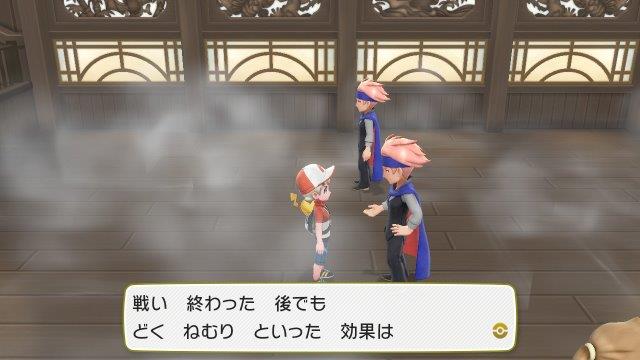 戦い　終わった　後でも
どく　ねむり　といった　効果は